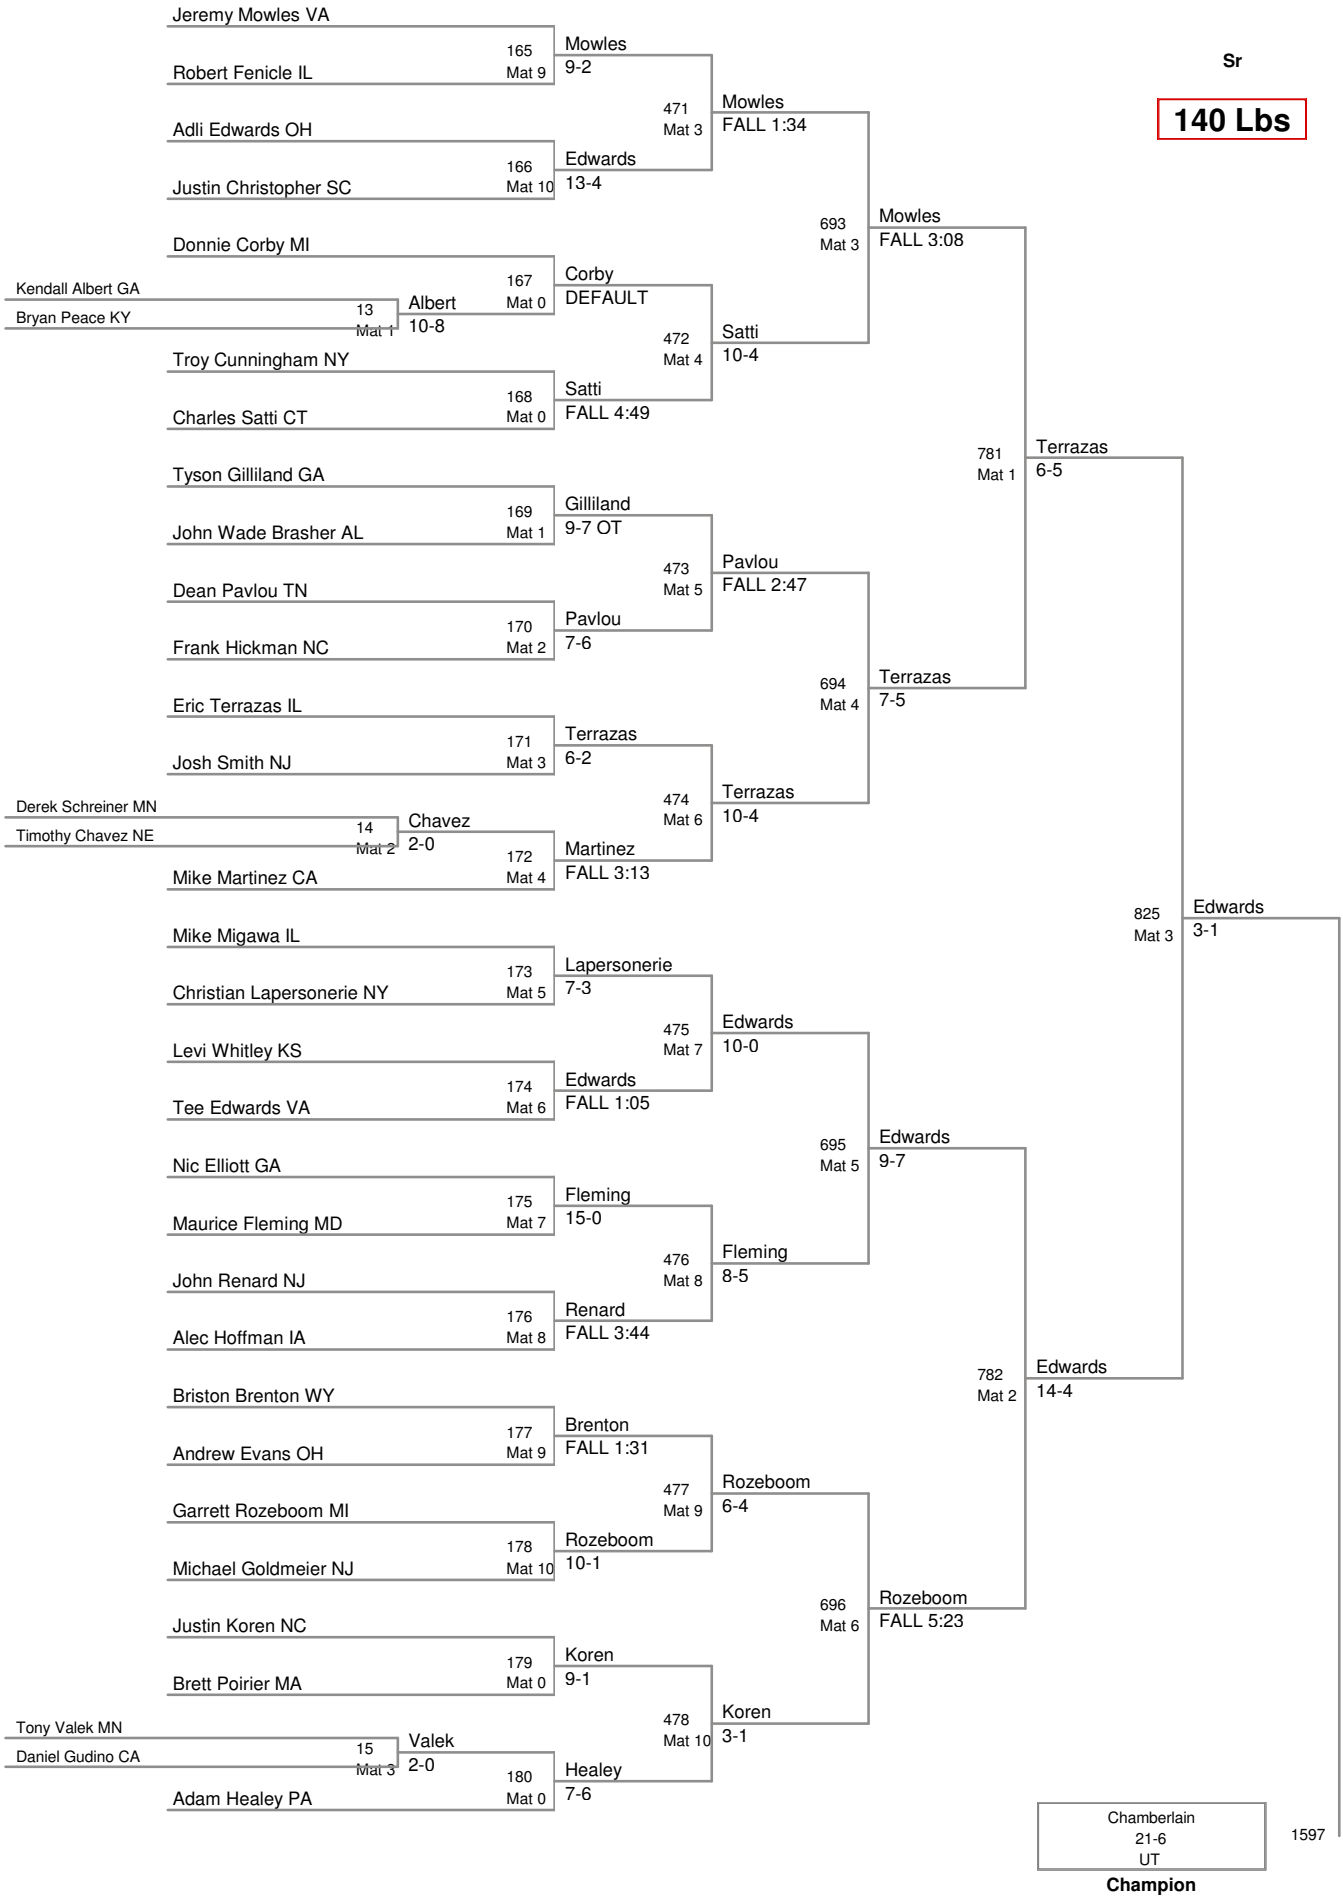 Jeremy Mowles VA
165
Mowles
Mat 9
9-2
Robert Fenicle IL
Sr
471
Mowles
Mat 3
FALL 1:34
140 Lbs
Adli Edwards OH
166
Edwards
Mat 10
13-4
Justin Christopher SC
693
Mowles
Mat 3
FALL 3:08
Donnie Corby MI
167
Corby
Mat 0
DEFAULT
Kendall Albert GA
13
Albert
Mat 1
10-8
Bryan Peace KY
472
Satti
Mat 4
10-4
Troy Cunningham NY
168
Satti
Mat 0
FALL 4:49
Charles Satti CT
781
Terrazas
Mat 1
6-5
Tyson Gilliland GA
169
Gilliland
Mat 1
9-7 OT
John Wade Brasher AL
473
Pavlou
Mat 5
FALL 2:47
Dean Pavlou TN
170
Pavlou
Mat 2
7-6
Frank Hickman NC
694
Terrazas
Mat 4
7-5
Eric Terrazas IL
171
Terrazas
Mat 3
6-2
Josh Smith NJ
474
Terrazas
Mat 6
10-4
Derek Schreiner MN
14
Chavez
Mat 2
2-0
Timothy Chavez NE
172
Martinez
Mat 4
FALL 3:13
Mike Martinez CA
825
Edwards
Mat 3
3-1
Mike Migawa IL
173
Lapersonerie
Mat 5
7-3
Christian Lapersonerie NY
475
Edwards
Mat 7
10-0
Levi Whitley KS
174
Edwards
Mat 6
FALL 1:05
Tee Edwards VA
695
Edwards
Mat 5
9-7
Nic Elliott GA
175
Fleming
Mat 7
15-0
Maurice Fleming MD
476
Fleming
Mat 8
8-5
John Renard NJ
176
Renard
Mat 8
FALL 3:44
Alec Hoffman IA
782
Edwards
Mat 2
14-4
Briston Brenton WY
177
Brenton
Mat 9
FALL 1:31
Andrew Evans OH
477
Rozeboom
Mat 9
6-4
Garrett Rozeboom MI
178
Rozeboom
Mat 10
10-1
Michael Goldmeier NJ
696
Rozeboom
Mat 6
FALL 5:23
Justin Koren NC
179
Koren
Mat 0
9-1
Brett Poirier MA
478
Koren
Mat 10
3-1
Tony Valek MN
15
Valek
Mat 3
2-0
Daniel Gudino CA
180
Healey
Mat 0
7-6
Adam Healey PA
Chamberlain
21-6
UT
1597
Champion